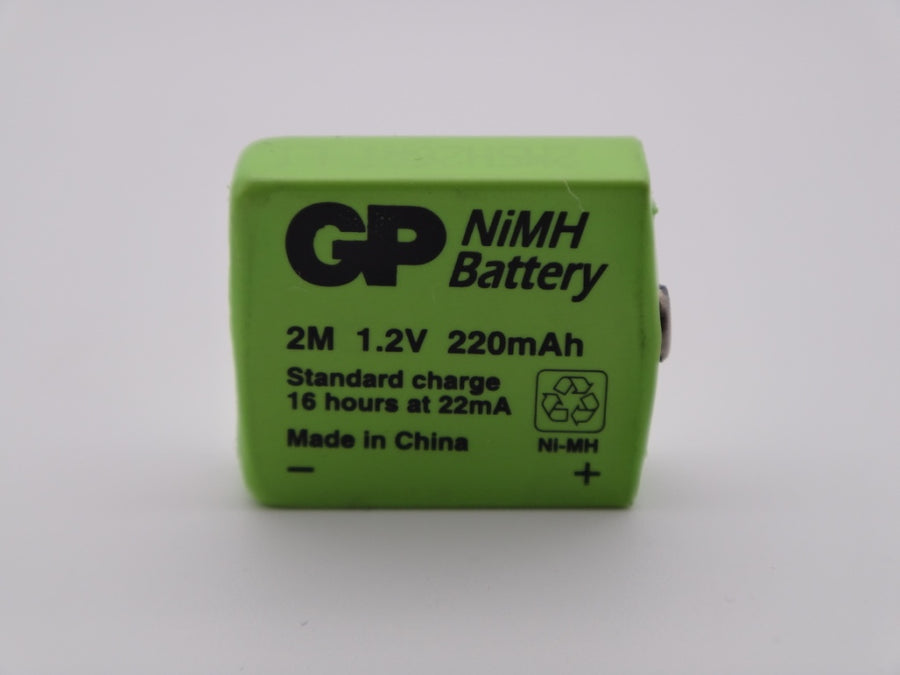 GP NiMH
Battery
2M 1.2V 220mAh
Standard charge
16 hours at 22mA
Made in China
Ni-MH
− +